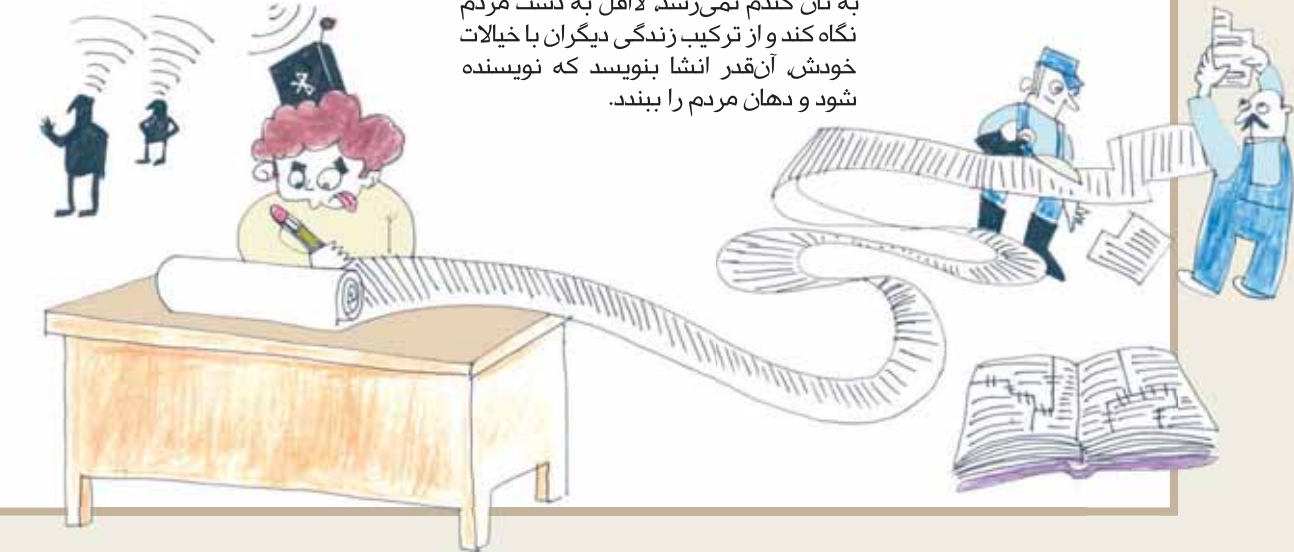 به نان گندم نمی‌رسد، لااقل به دست مردم
نگاه کند و از ترکیب زندگی دیگران با خیالات
خودش، آن‌قدر انشا بنویسد که نویسنده
شود و دهان مردم را ببندد.